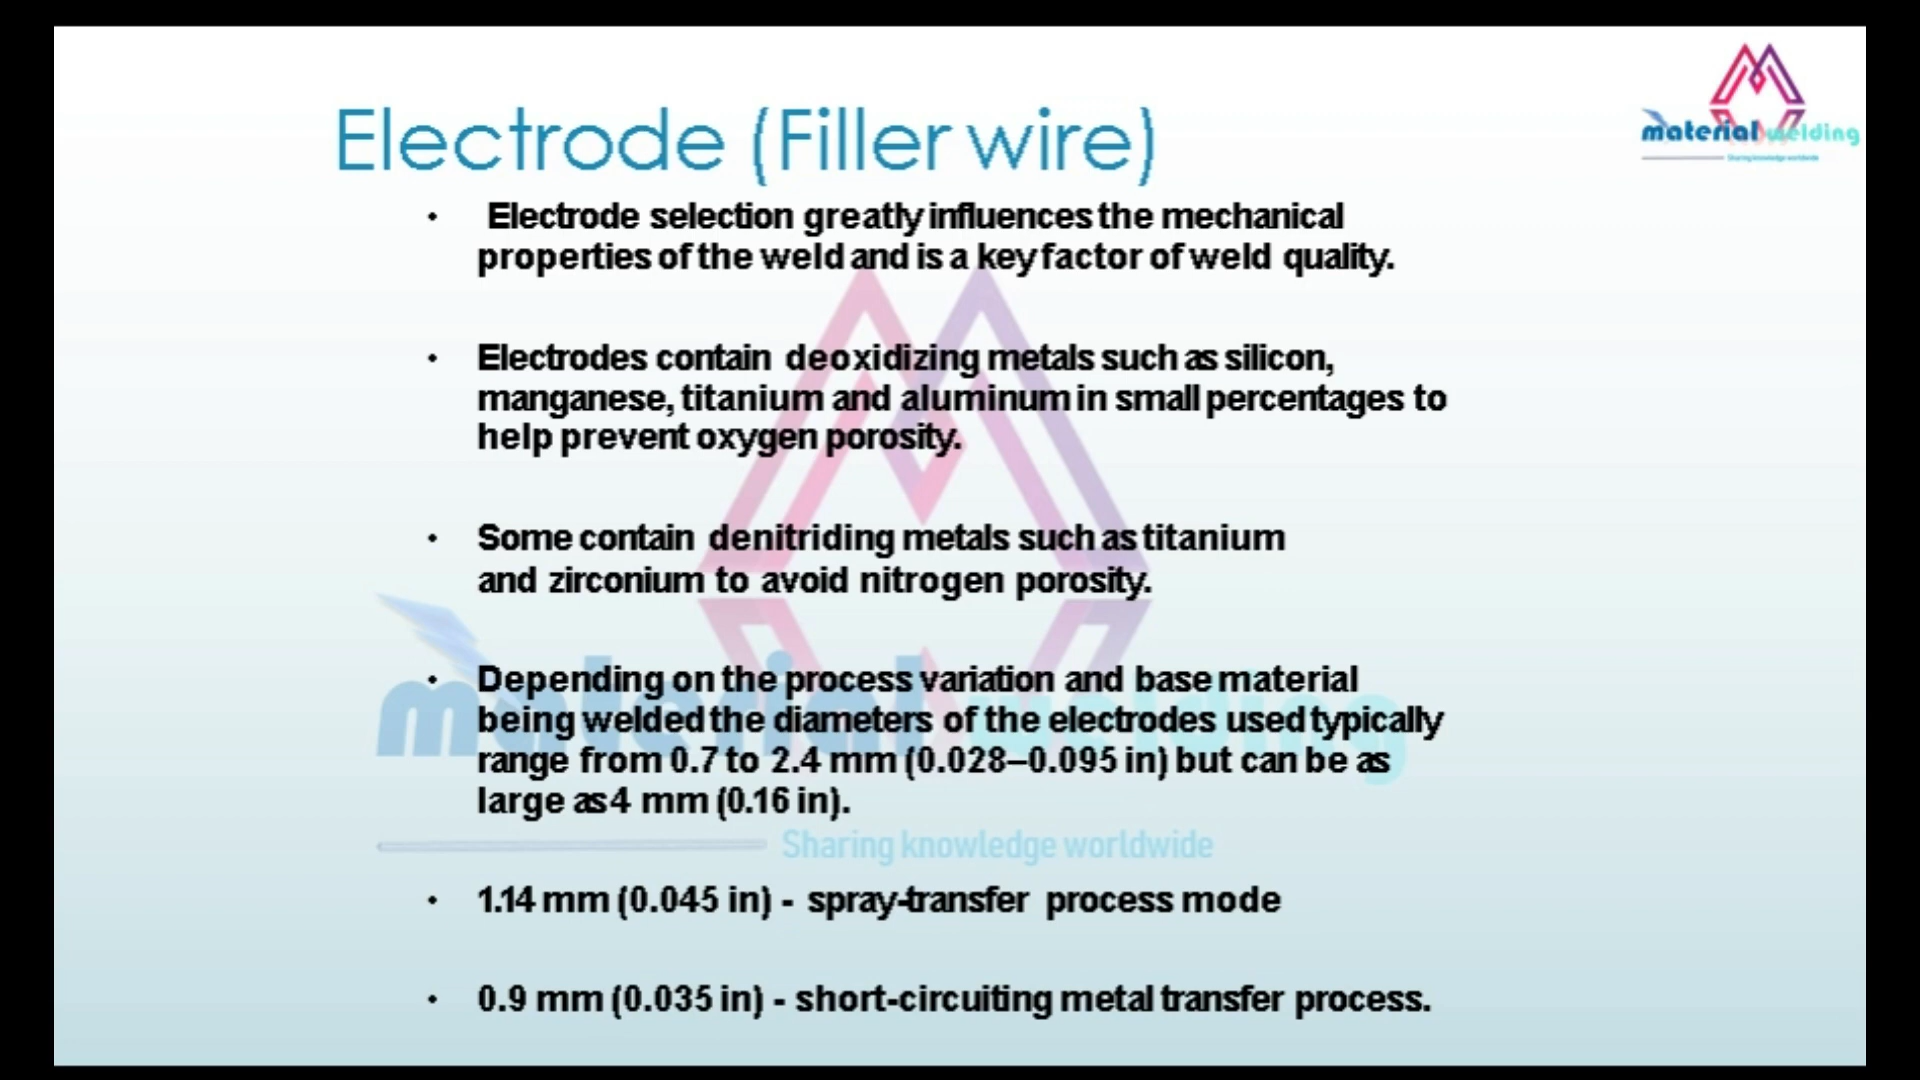 material welding
Sharing knowledge worldwide
Electrode (Filler wire)
• Electrode selection greatly influences the mechanical
properties of the weld and is a key factor of weld quality.
• Electrodes contain deoxidizing metals such as silicon,
manganese, titanium and aluminum in small percentages to
help prevent oxygen porosity.
• Some contain denitriding metals such as titanium
and zirconium to avoid nitrogen porosity.
• Depending on the process variation and base material
being welded the diameters of the electrodes used typically
range from 0.7 to 2.4 mm (0.028–0.095 in) but can be as
large as 4 mm (0.16 in).
material welding
Sharing knowledge worldwide
• 1.14 mm (0.045 in) - spray-transfer process mode
• 0.9 mm (0.035 in) - short-circuiting metal transfer process.